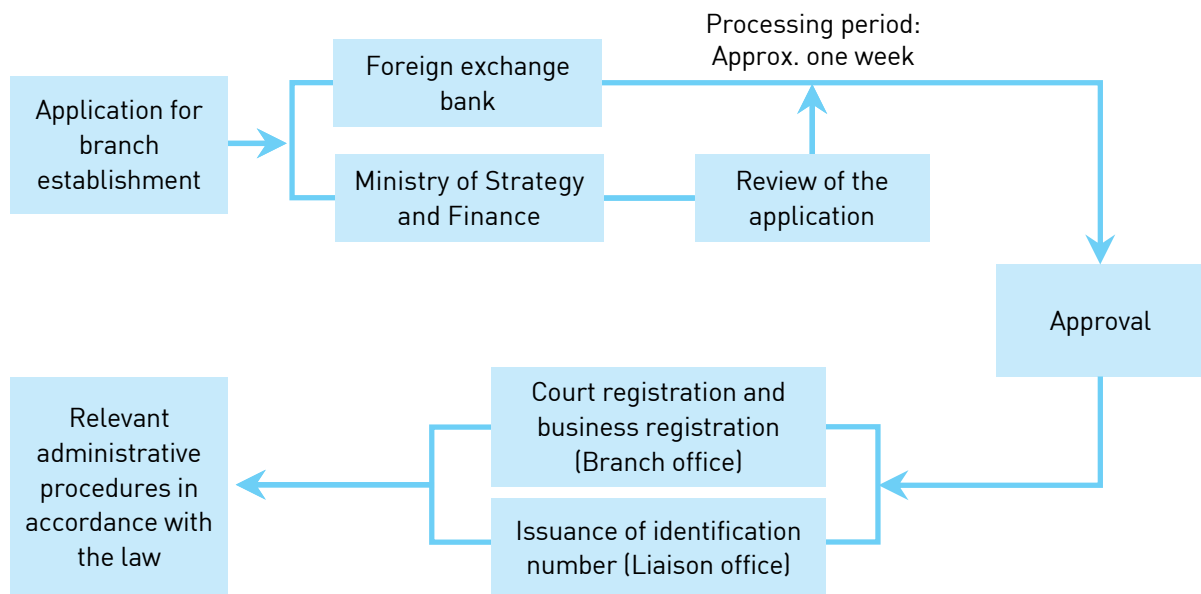 Application for
branch
establishment
Foreign exchange
bank
Processing period:
Approx. one week
Ministry of Strategy
and Finance
Review of the
application
Approval
Court registration and
business registration
(Branch office)
Issuance of identification
number (Liaison office)
Relevant
administrative
procedures in
accordance with
the law